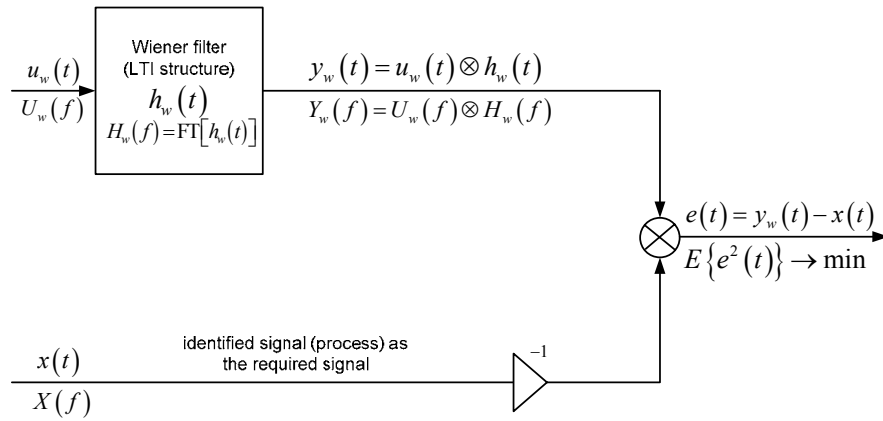 Wiener filter
(LTI structure)
h_w(t)
H_w(f)=FT[h_w(t)]
u_w(t)
U_w(f)
y_w(t)=u_w(t)⊗h_w(t)
Y_w(f)=U_w(f)⊗H_w(f)
e(t)=y_w(t)−x(t)
E{e²(t)}→min
identified signal (process) as
the required signal
x(t)
X(f)
−1